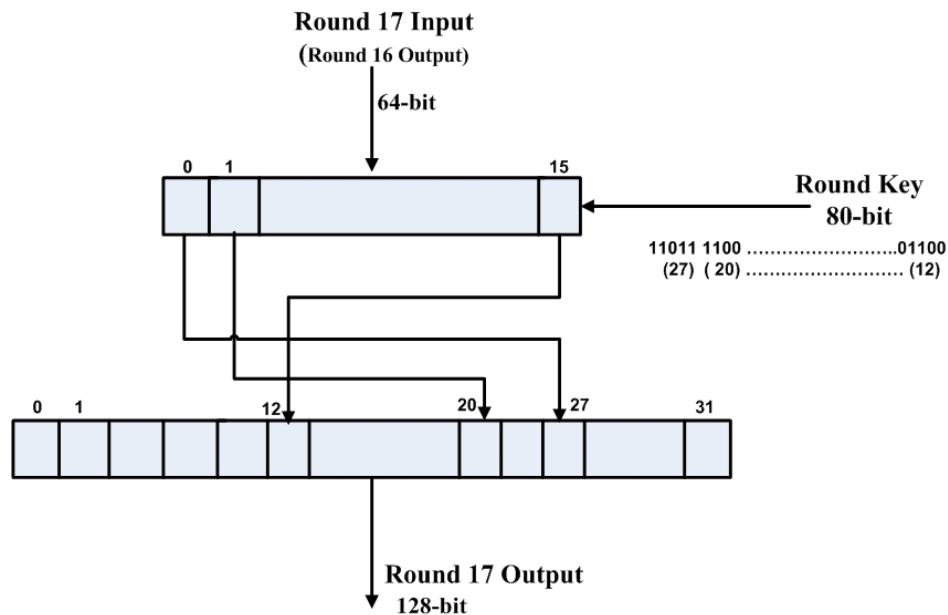 Round 17 Input
(Round 16 Output)
64-bit
0 1 15
Round Key
80-bit
11011 1100 ..........................01100
(27) ( 20) .......................... (12)
0 1 12 20 27 31
Round 17 Output
128-bit